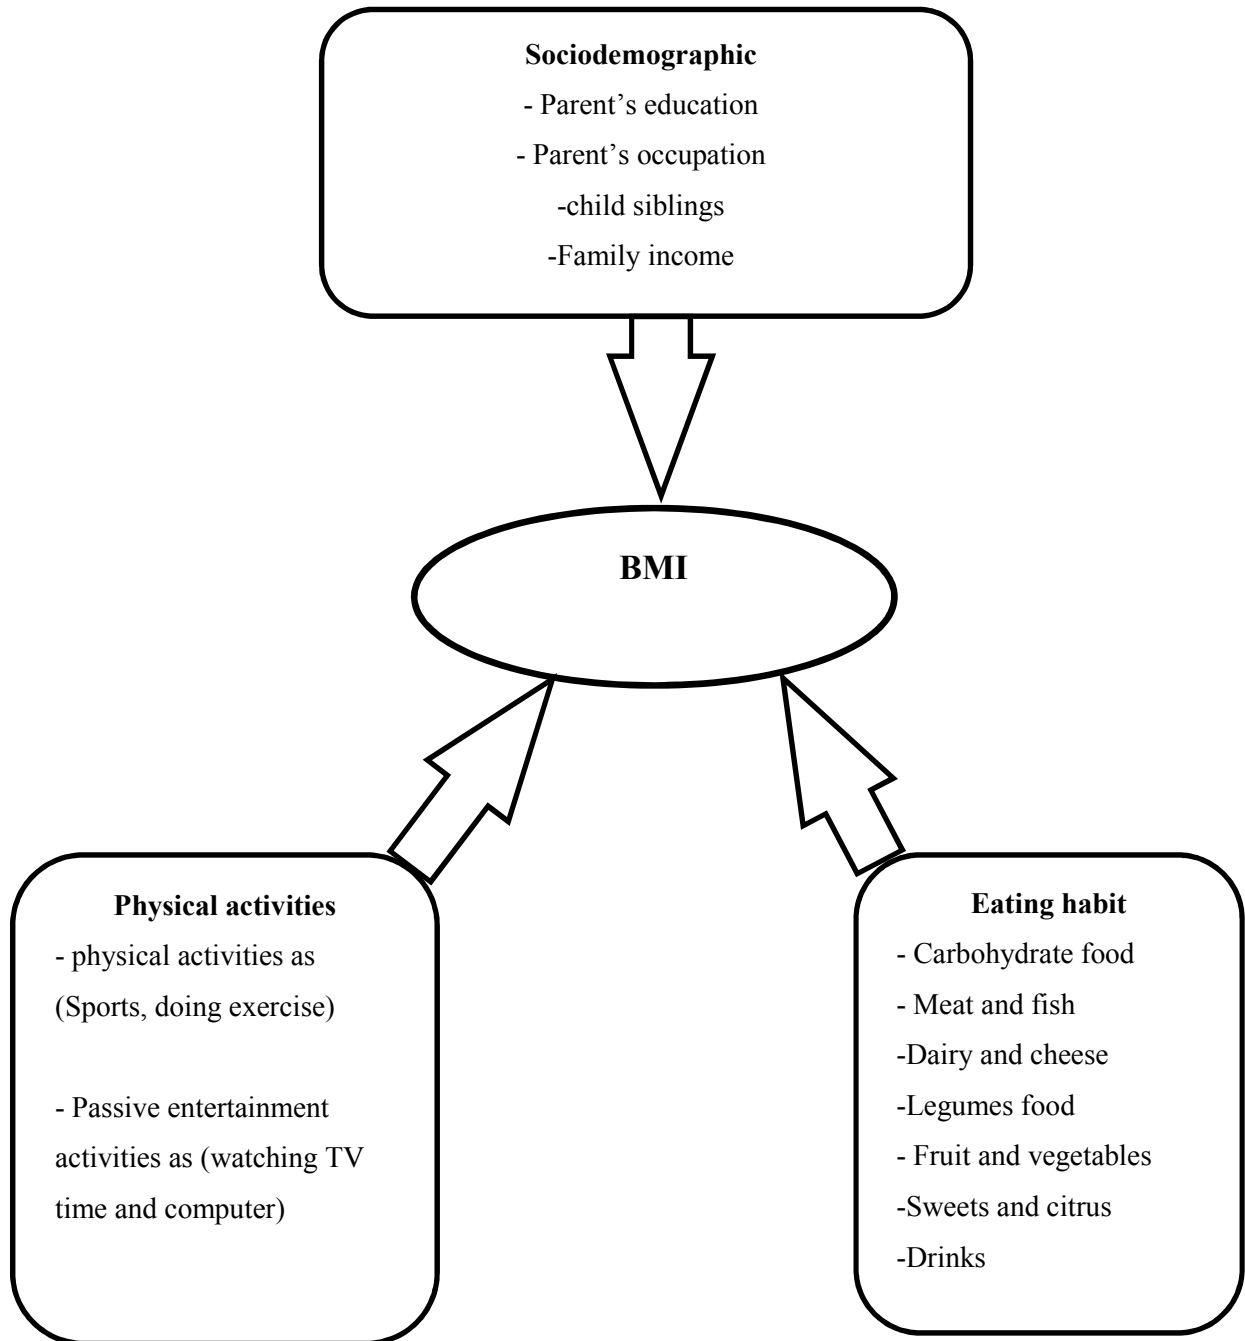 Sociodemographic
- Parent’s education
- Parent’s occupation
-child siblings
-Family income
BMI
Physical activities
- physical activities as
(Sports, doing exercise)
- Passive entertainment
activities as (watching TV
time and computer)
Eating habit
- Carbohydrate food
- Meat and fish
-Dairy and cheese
-Legumes food
- Fruit and vegetables
-Sweets and citrus
-Drinks